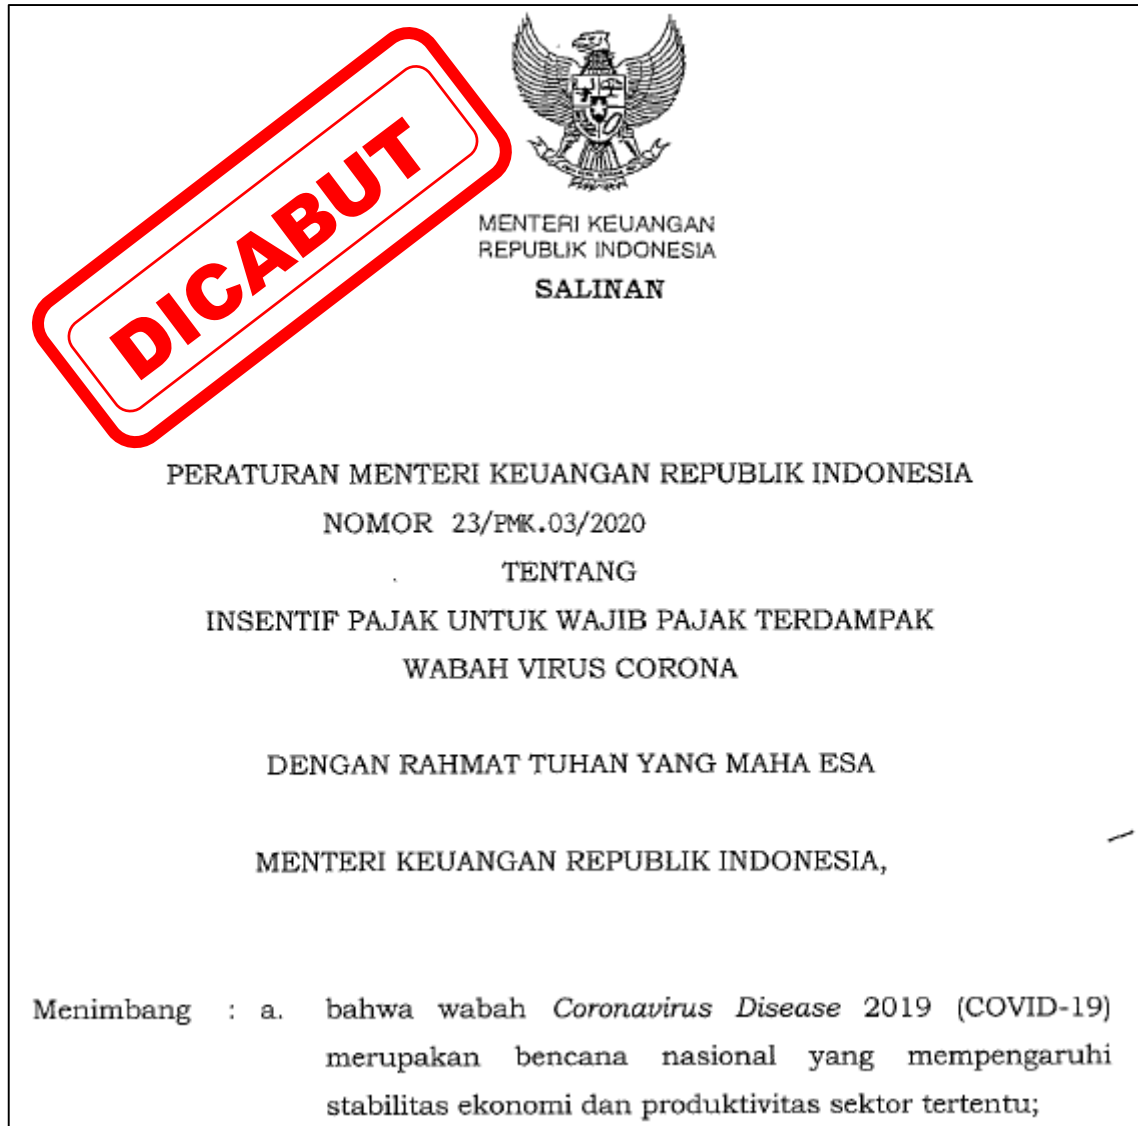 DICABUT
MENTERI KEUANGAN
REPUBLIK INDONESIA
SALINAN
PERATURAN MENTERI KEUANGAN REPUBLIK INDONESIA
NOMOR 23/PMK.03/2020
TENTANG
INSENTIF PAJAK UNTUK WAJIB PAJAK TERDAMPAK
WABAH VIRUS CORONA
DENGAN RAHMAT TUHAN YANG MAHA ESA
MENTERI KEUANGAN REPUBLIK INDONESIA,
Menimbang : a. bahwa wabah Coronavirus Disease 2019 (COVID-19)
merupakan bencana nasional yang mempengaruhi
stabilitas ekonomi dan produktivitas sektor tertentu;